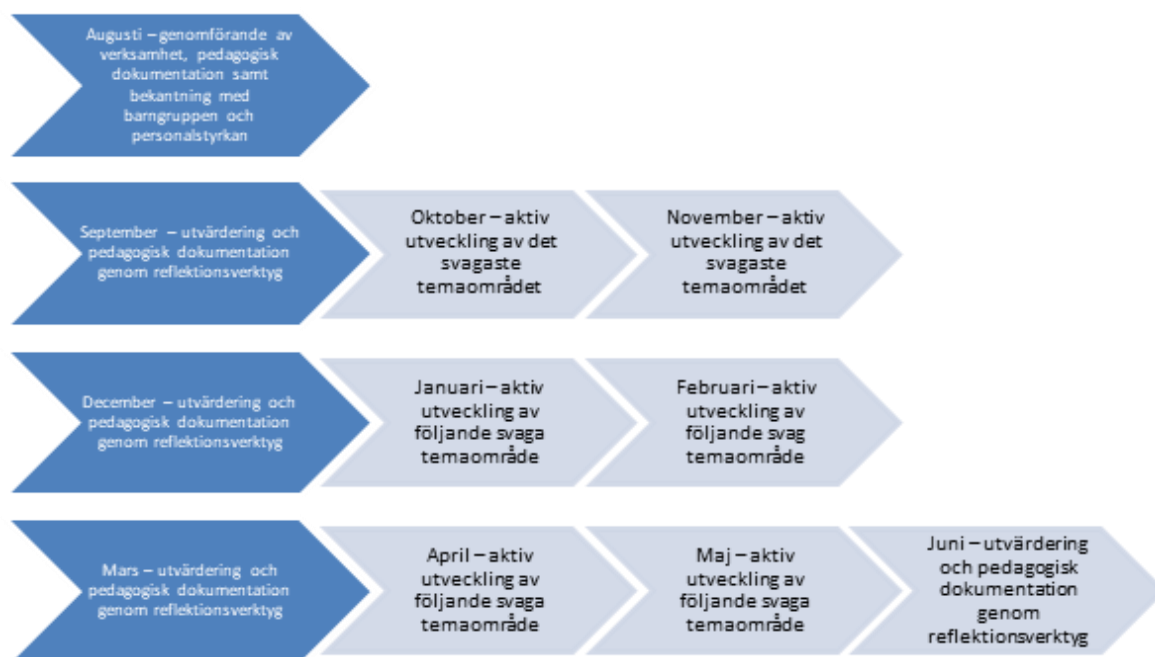 Augusti – genomförande av
verksamhet, pedagogisk
dokumentation samt
bekantning med
barngruppen och
personalstyrkan
September – utvärdering och
pedagogisk dokumentation
genom reflektionsverktyg
Oktober – aktiv
utveckling av det
svagaste
temaområdet
November – aktiv
utveckling av det
svagaste
temaområdet
December – utvärdering och
pedagogisk dokumentation
genom reflektionsverktyg
Januari – aktiv
utveckling av
följande svaga
temaområde
Februari – aktiv
utveckling av
följande svag
temaområde
Mars – utvärdering och
pedagogisk dokumentation
genom reflektionsverktyg
April – aktiv
utveckling av
följande svaga
temaområde
Maj – aktiv
utveckling av
följande svaga
temaområde
Juni – utvärdering
och pedagogisk
dokumentation
genom
reflektionsverktyg